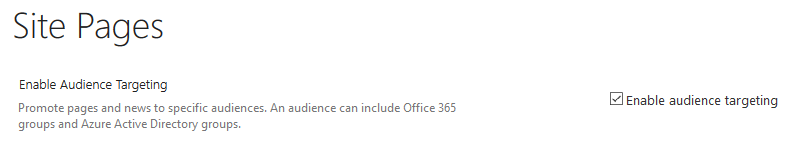 Site Pages
Enable Audience Targeting
Promote pages and news to specific audiences. An audience can include Office 365
groups and Azure Active Directory groups.
Enable audience targeting